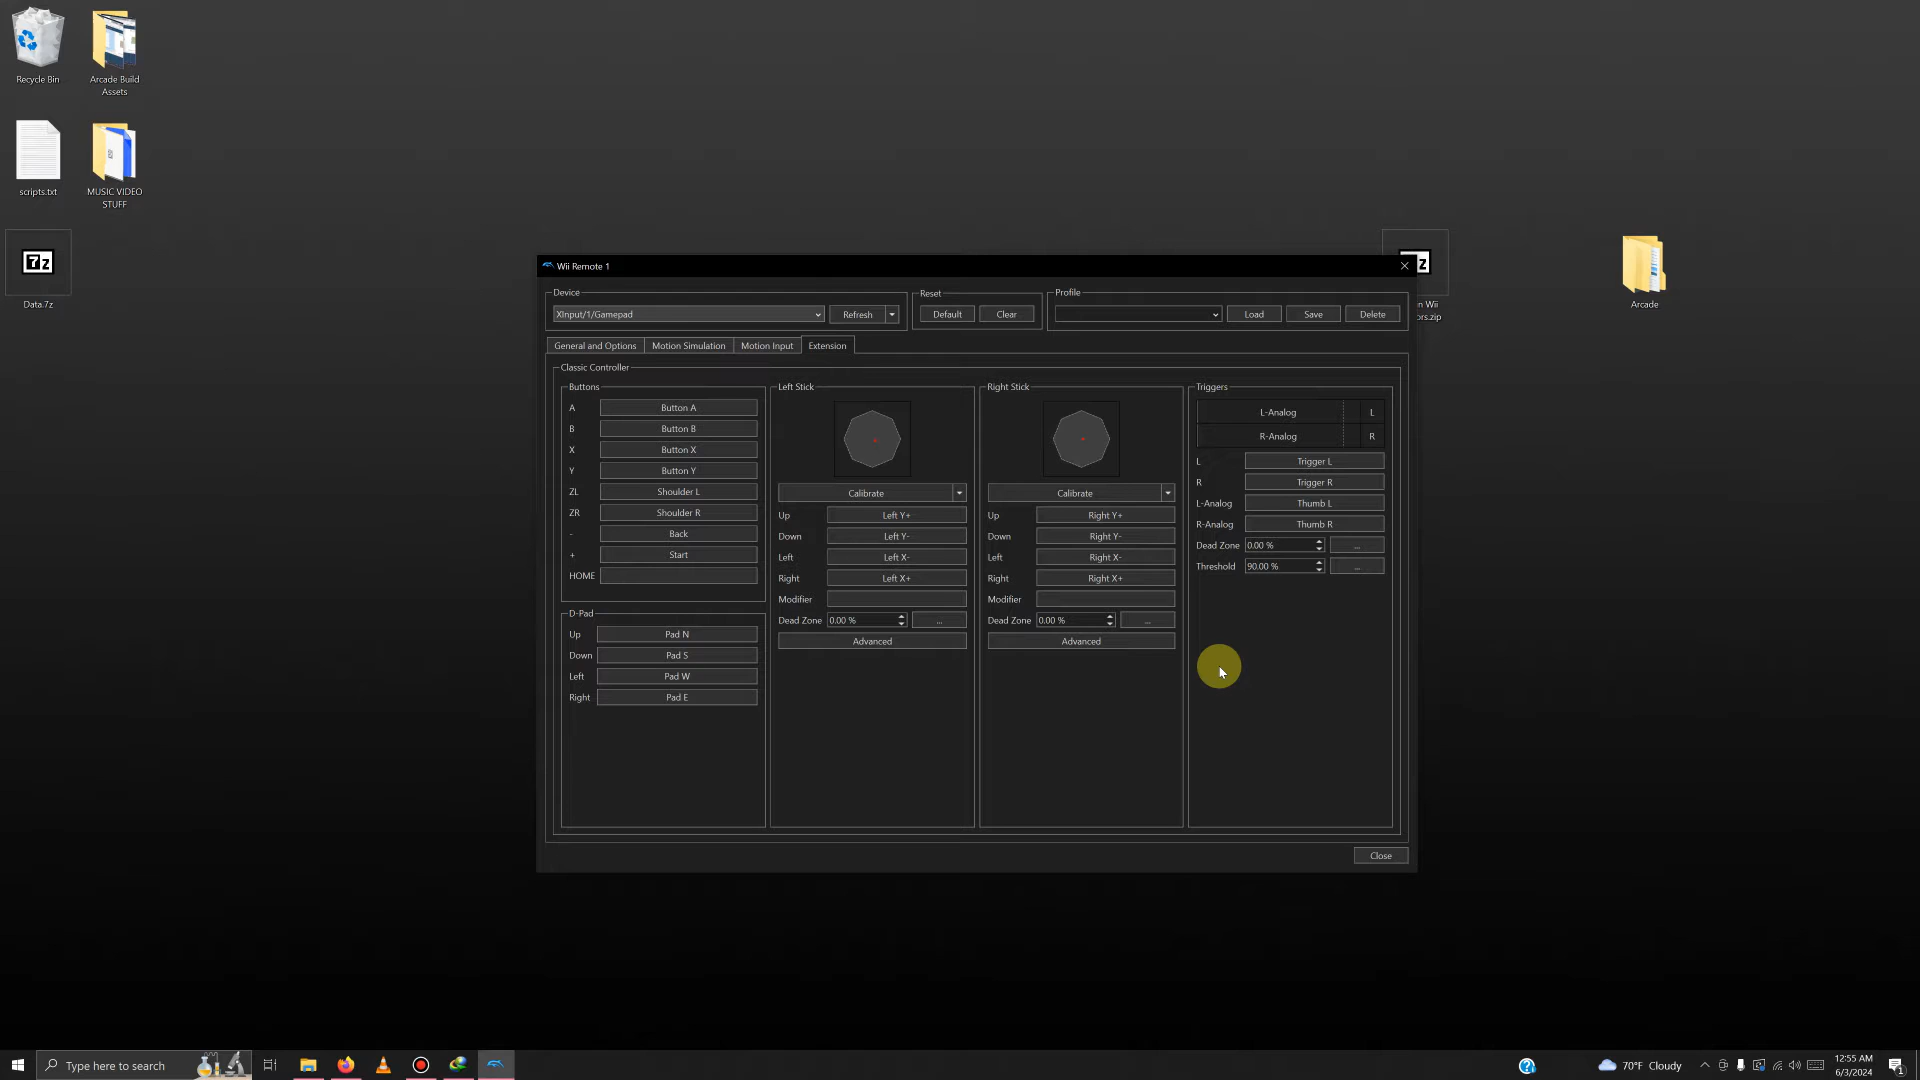 Recycle Bin
Arcade Build
Assets
scripts.txt
MUSIC VIDEO
STUFF
7z
Data.7z
z
n Wii
ors.zip
Arcade
Wii Remote 1
Device
XInput/1/Gamepad
Refresh
Reset
Default
Clear
Profile
Load
Save
Delete
General and Options
Motion Simulation
Motion Input
Extension
Classic Controller
Buttons
A Button A
B Button B
X Button X
Y Button Y
ZL Shoulder L
ZR Shoulder R
- Back
+ Start
HOME
D-Pad
Up Pad N
Down Pad S
Left Pad W
Right Pad E
Left Stick
Calibrate
Up Left Y+
Down Left Y-
Left Left X-
Right Left X+
Modifier
Dead Zone 0.00 % ...
Advanced
Right Stick
Calibrate
Up Right Y+
Down Right Y-
Left Right X-
Right Right X+
Modifier
Dead Zone 0.00 % ...
Advanced
Triggers
L-Analog L
R-Analog R
L Trigger L
R Trigger R
L-Analog Thumb L
R-Analog Thumb R
Dead Zone 0.00 % ...
Threshold 90.00 % ...
Close
Type here to search
70°F Cloudy
12:55 AM
6/3/2024
1